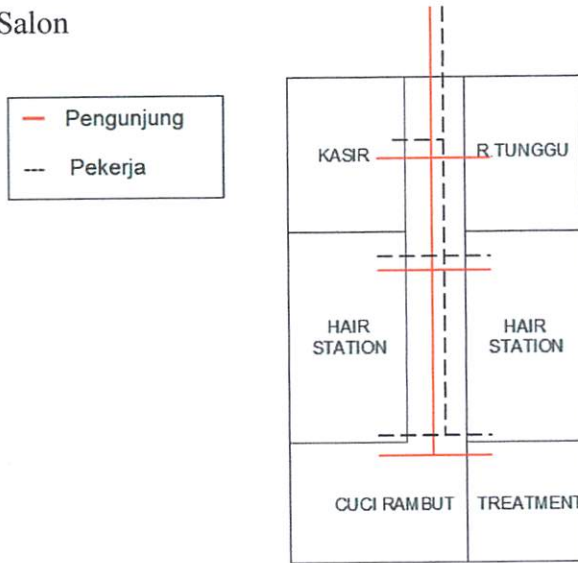 Salon
Pengunjung
Pekerja
KASIR
R.TUNGGU
HAIR
STATION
HAIR
STATION
CUCI RAMBUT
TREATMENT